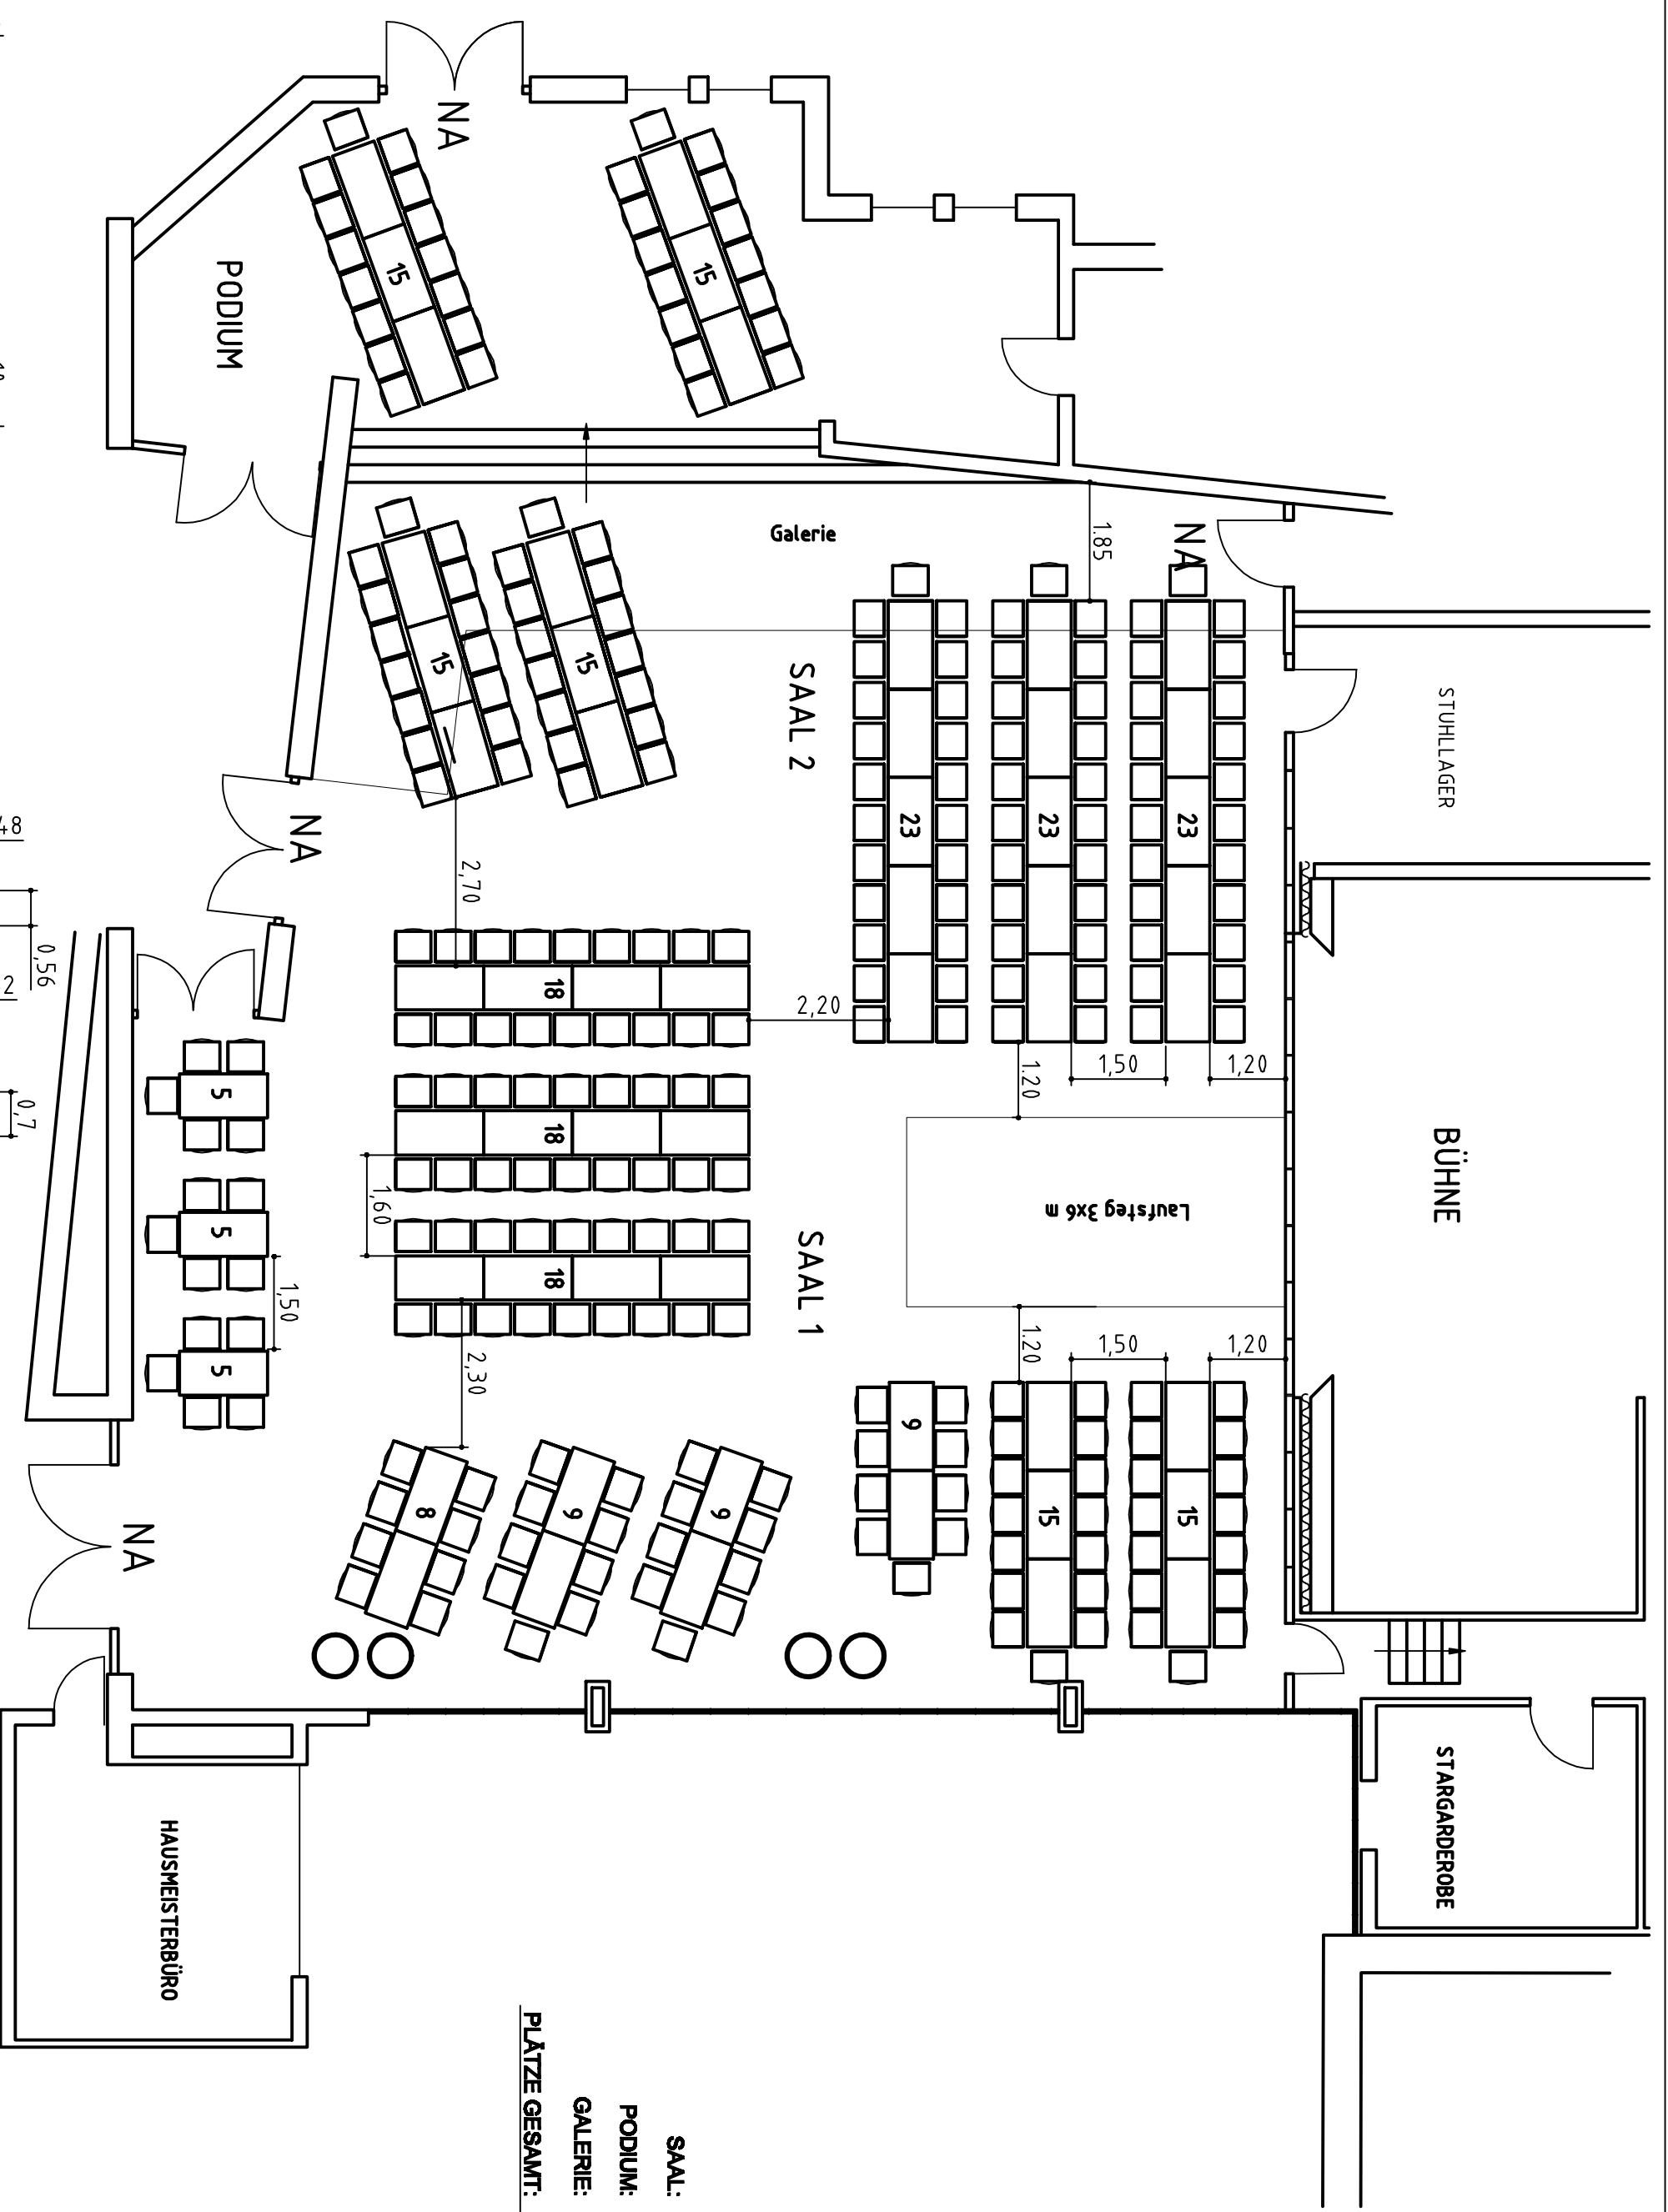 NA
15
15
PODIUM
Galerie
1.85
NA
STUHLLAGER
15
15
SAAL 2
23
23
23
NA
2,70
0,56
0,7
18
18
18
2,20
1.20
1,50
1,20
BÜHNE
Laufsteg 3x6 m
1,60
SAAL 1
5
5
5
1,50
2,30
1.20
1,50
1,20
8
9
9
9
15
15
NA
STARGARDEROBE
HAUSMEISTERBÜRO
SAAL:
PODIUM:
GALERIE:
PLÄTZE GESAMT: